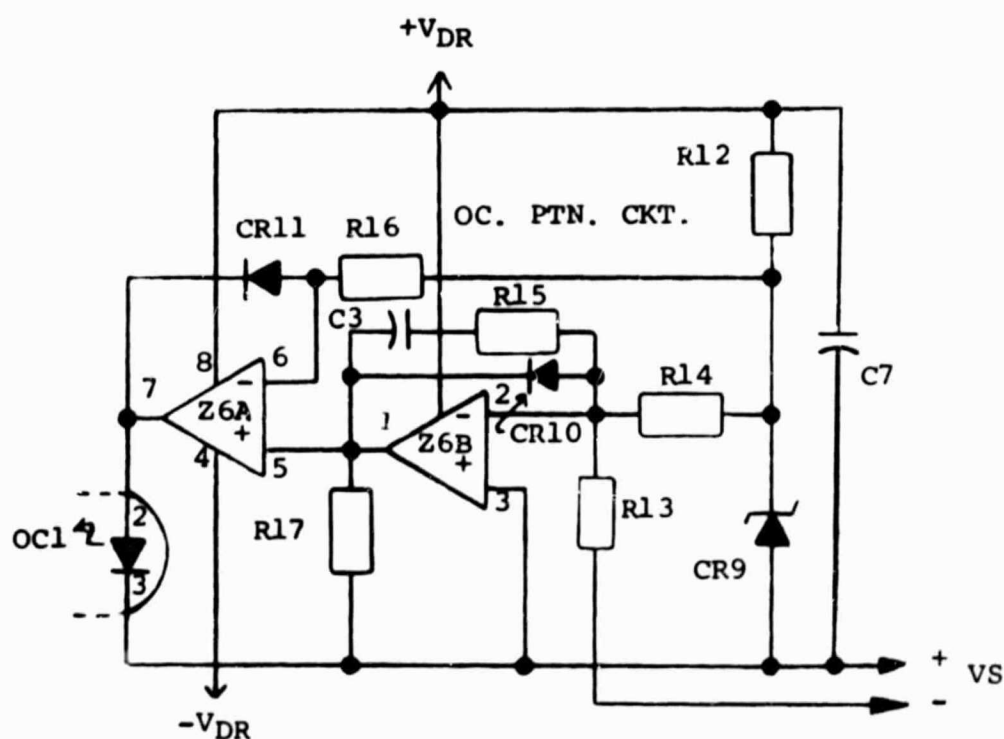 +VDR
R12
OC. PTN. CKT.
CR11
R16
C3
R15
8
6
7
R14
C7
-
Z6A
+
1
2
-
Z6B
+
CR10
4
5
3
R17
R13
OC1
2
3
CR9
+
VS
-
-VDR